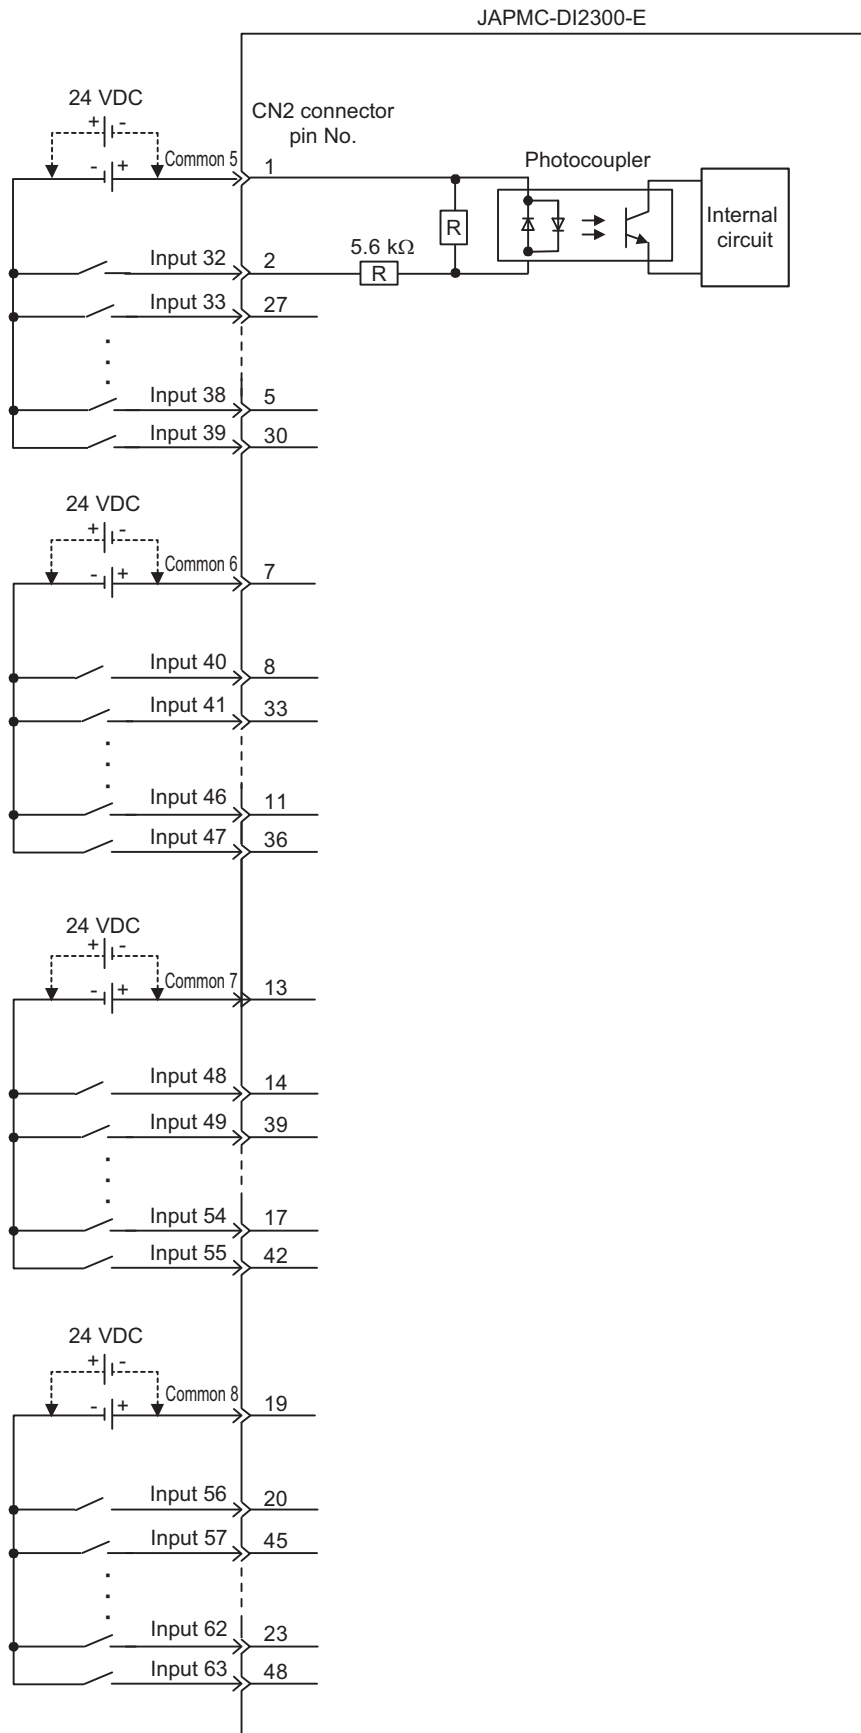 JAPMC-DI2300-E
24 VDC
+ -
CN2 connector
pin No.
- +
Common 5
1
Photocoupler
R
Internal
circuit
5.6 kΩ
Input 32
2
R
Input 33
27
Input 38
5
Input 39
30
24 VDC
+ -
- +
Common 6
7
Input 40
8
Input 41
33
Input 46
11
Input 47
36
24 VDC
+ -
- +
Common 7
13
Input 48
14
Input 49
39
Input 54
17
Input 55
42
24 VDC
+ -
- +
Common 8
19
Input 56
20
Input 57
45
Input 62
23
Input 63
48